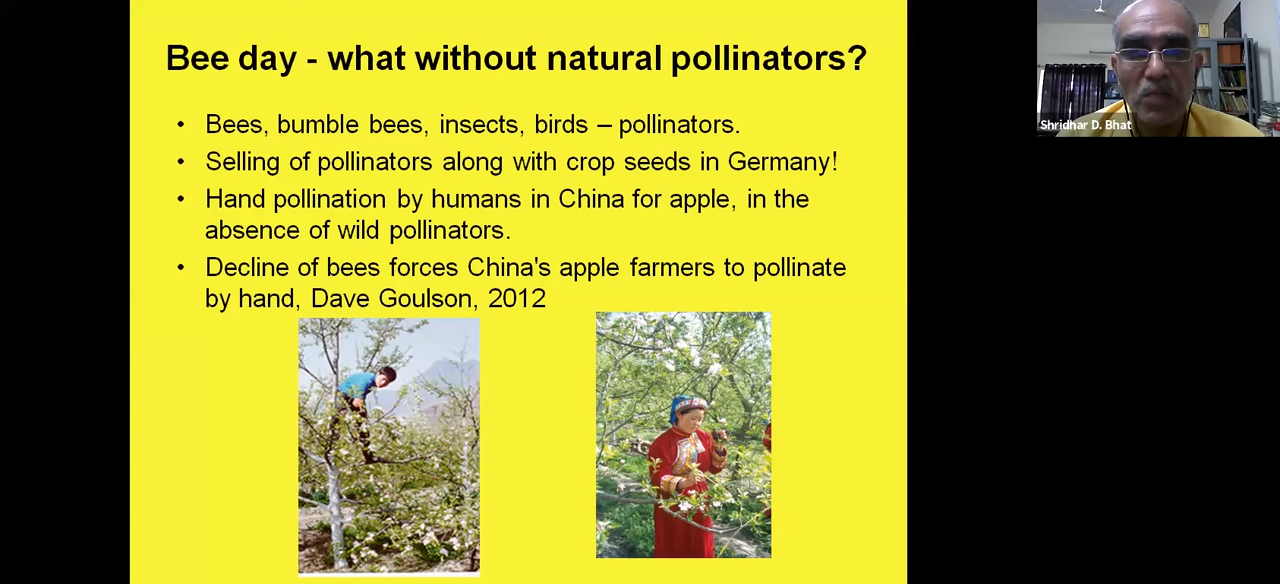 Bee day - what without natural pollinators?
• Bees, bumble bees, insects, birds – pollinators.
• Selling of pollinators along with crop seeds in Germany!
• Hand pollination by humans in China for apple, in the
absence of wild pollinators.
• Decline of bees forces China's apple farmers to pollinate
by hand, Dave Goulson, 2012
Shridhar D. Bhat